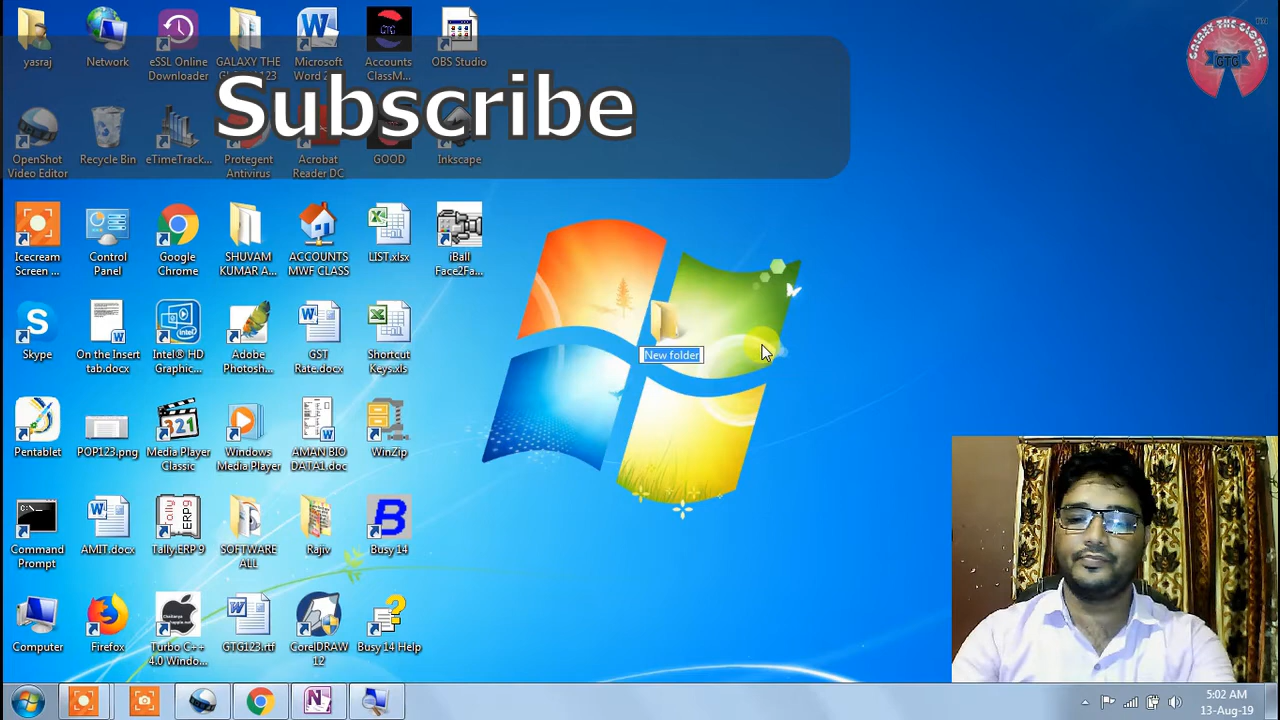 yasraj
Network
eSSL Online
Downloader
GALAXY THE
Microsoft
Word
Accounts
ClassM...
OBS Studio
GTG
Subscribe
GALAXY THE GLOBAL
GTG
OpenShot
Video Editor
Recycle Bin
eTimeTrack...
Protegent
Antivirus
Acrobat
Reader DC
GOOD
Inkscape
Icecream
Screen ...
Control
Panel
Google
Chrome
SHUVAM
KUMAR A...
ACCOUNTS
MWF CLASS
LIST.xlsx
iBall
Face2Fa...
New folder
Skype
On the Insert
tab.docx
Intel® HD
Graphic...
Adobe
Photosh...
GST
Rate.docx
Shortcut
Keys.xls
Pentablet
POP123.png
Media Player
Classic
Windows
Media Player
AMAN BIO
DATA1.doc
WinZip
Command
Prompt
AMIT.docx
Tally.ERP 9
SOFTWARE
ALL
Rajiv
Busy 14
Computer
Firefox
Turbo C++
4.0 Windo...
GTG123.rtf
CorelDRAW
12
Busy 14 Help
5:02 AM
13-Aug-19